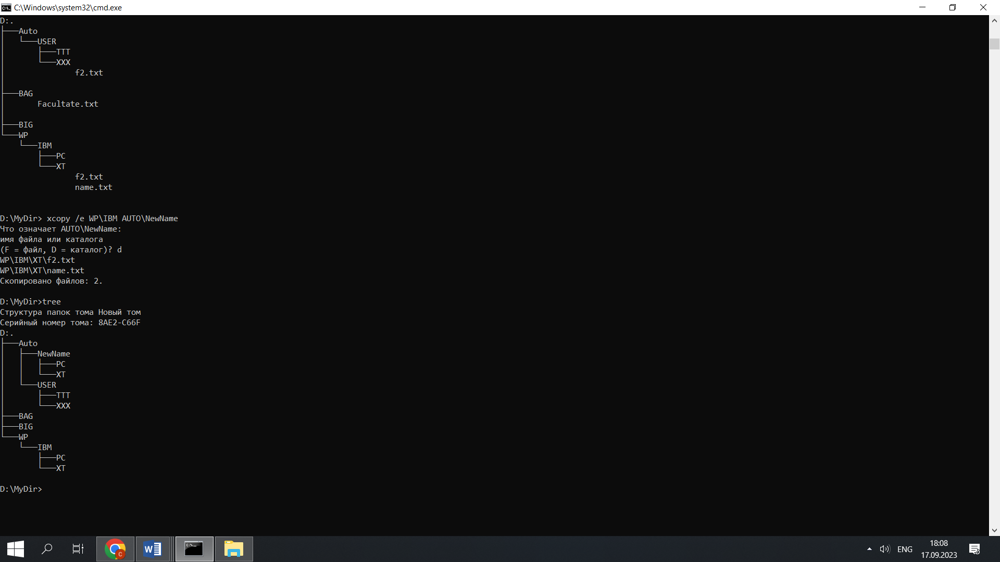 C:\Windows\system32\cmd.exe
D:.
├───Auto
│   └───USER
│       ├───TTT
│       └───XXX
│               f2.txt
│
├───BAG
│       Facultate.txt
│
├───BIG
└───WP
    └───IBM
        ├───PC
        └───XT
                f2.txt
                name.txt
D:\MyDir> xcopy /e WP\IBM AUTO\NewName
Что означает AUTO\NewName:
имя файла или каталога
(F = файл, D = каталог)? d
WP\IBM\XT\f2.txt
WP\IBM\XT\name.txt
Скопировано файлов: 2.
D:\MyDir>tree
Структура папок тома Новый том
Серийный номер тома: 8AE2-C66F
D:.
├───Auto
│   ├───NewName
│   │   ├───PC
│   │   └───XT
│   └───USER
│       ├───TTT
│       └───XXX
├───BAG
├───BIG
└───WP
    └───IBM
        ├───PC
        └───XT
D:\MyDir>
ENG
18:08
17.09.2023